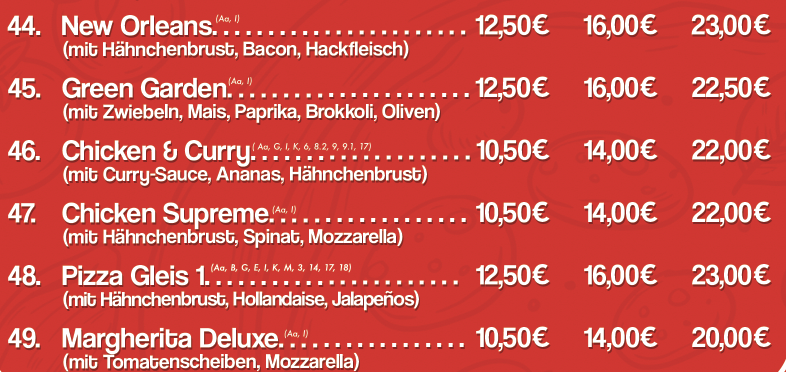 44. New Orleans.(Aa, I) 12,50€ 16,00€ 23,00€
(mit Hähnchenbrust, Bacon, Hackfleisch)
45. Green Garden.(Aa, I) 12,50€ 16,00€ 22,50€
(mit Zwiebeln, Mais, Paprika, Brokkoli, Oliven)
46. Chicken & Curry.(Aa, G, I, K, 6, 8.2, 9, 9.1, 17) 10,50€ 14,00€ 22,00€
(mit Curry-Sauce, Ananas, Hähnchenbrust)
47. Chicken Supreme.(Aa, I) 10,50€ 14,00€ 22,00€
(mit Hähnchenbrust, Spinat, Mozzarella)
48. Pizza Gleis 1.(Aa, B, G, E, I, K, M, 3, 14, 17, 18) 12,50€ 16,00€ 23,00€
(mit Hähnchenbrust, Hollandaise, Jalapeños)
49. Margherita Deluxe.(Aa, I) 10,50€ 14,00€ 20,00€
(mit Tomatenscheiben, Mozzarella)